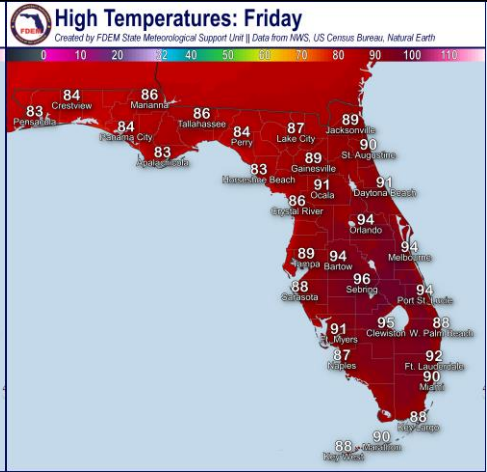 FDEM
High Temperatures: Friday
Created by FDEM State Meteorological Support Unit || Data from NWS, US Census Bureau, Natural Earth
0 10 20 32 40 50 60 70 80 90 100 110
84
Crestview
86
Marianna
83
Pensacola
84
Panama City
86
Tallahassee
83
Apalachicola
84
Perry
87
Lake City
89
Jacksonville
90
St. Augustine
83
Horseshoe Beach
89
Gainesville
91
Ocala
91
Daytona Beach
86
Crystal River
94
Orlando
94
Melbourne
89
Tampa
94
Bartow
96
Sebring
88
Sarasota
94
Port St. Lucie
91
Ft. Myers
95
Clewiston
88
W. Palm Beach
87
Naples
92
Ft. Lauderdale
90
Miami
88
Key Largo
90
Marathon
88
Key West